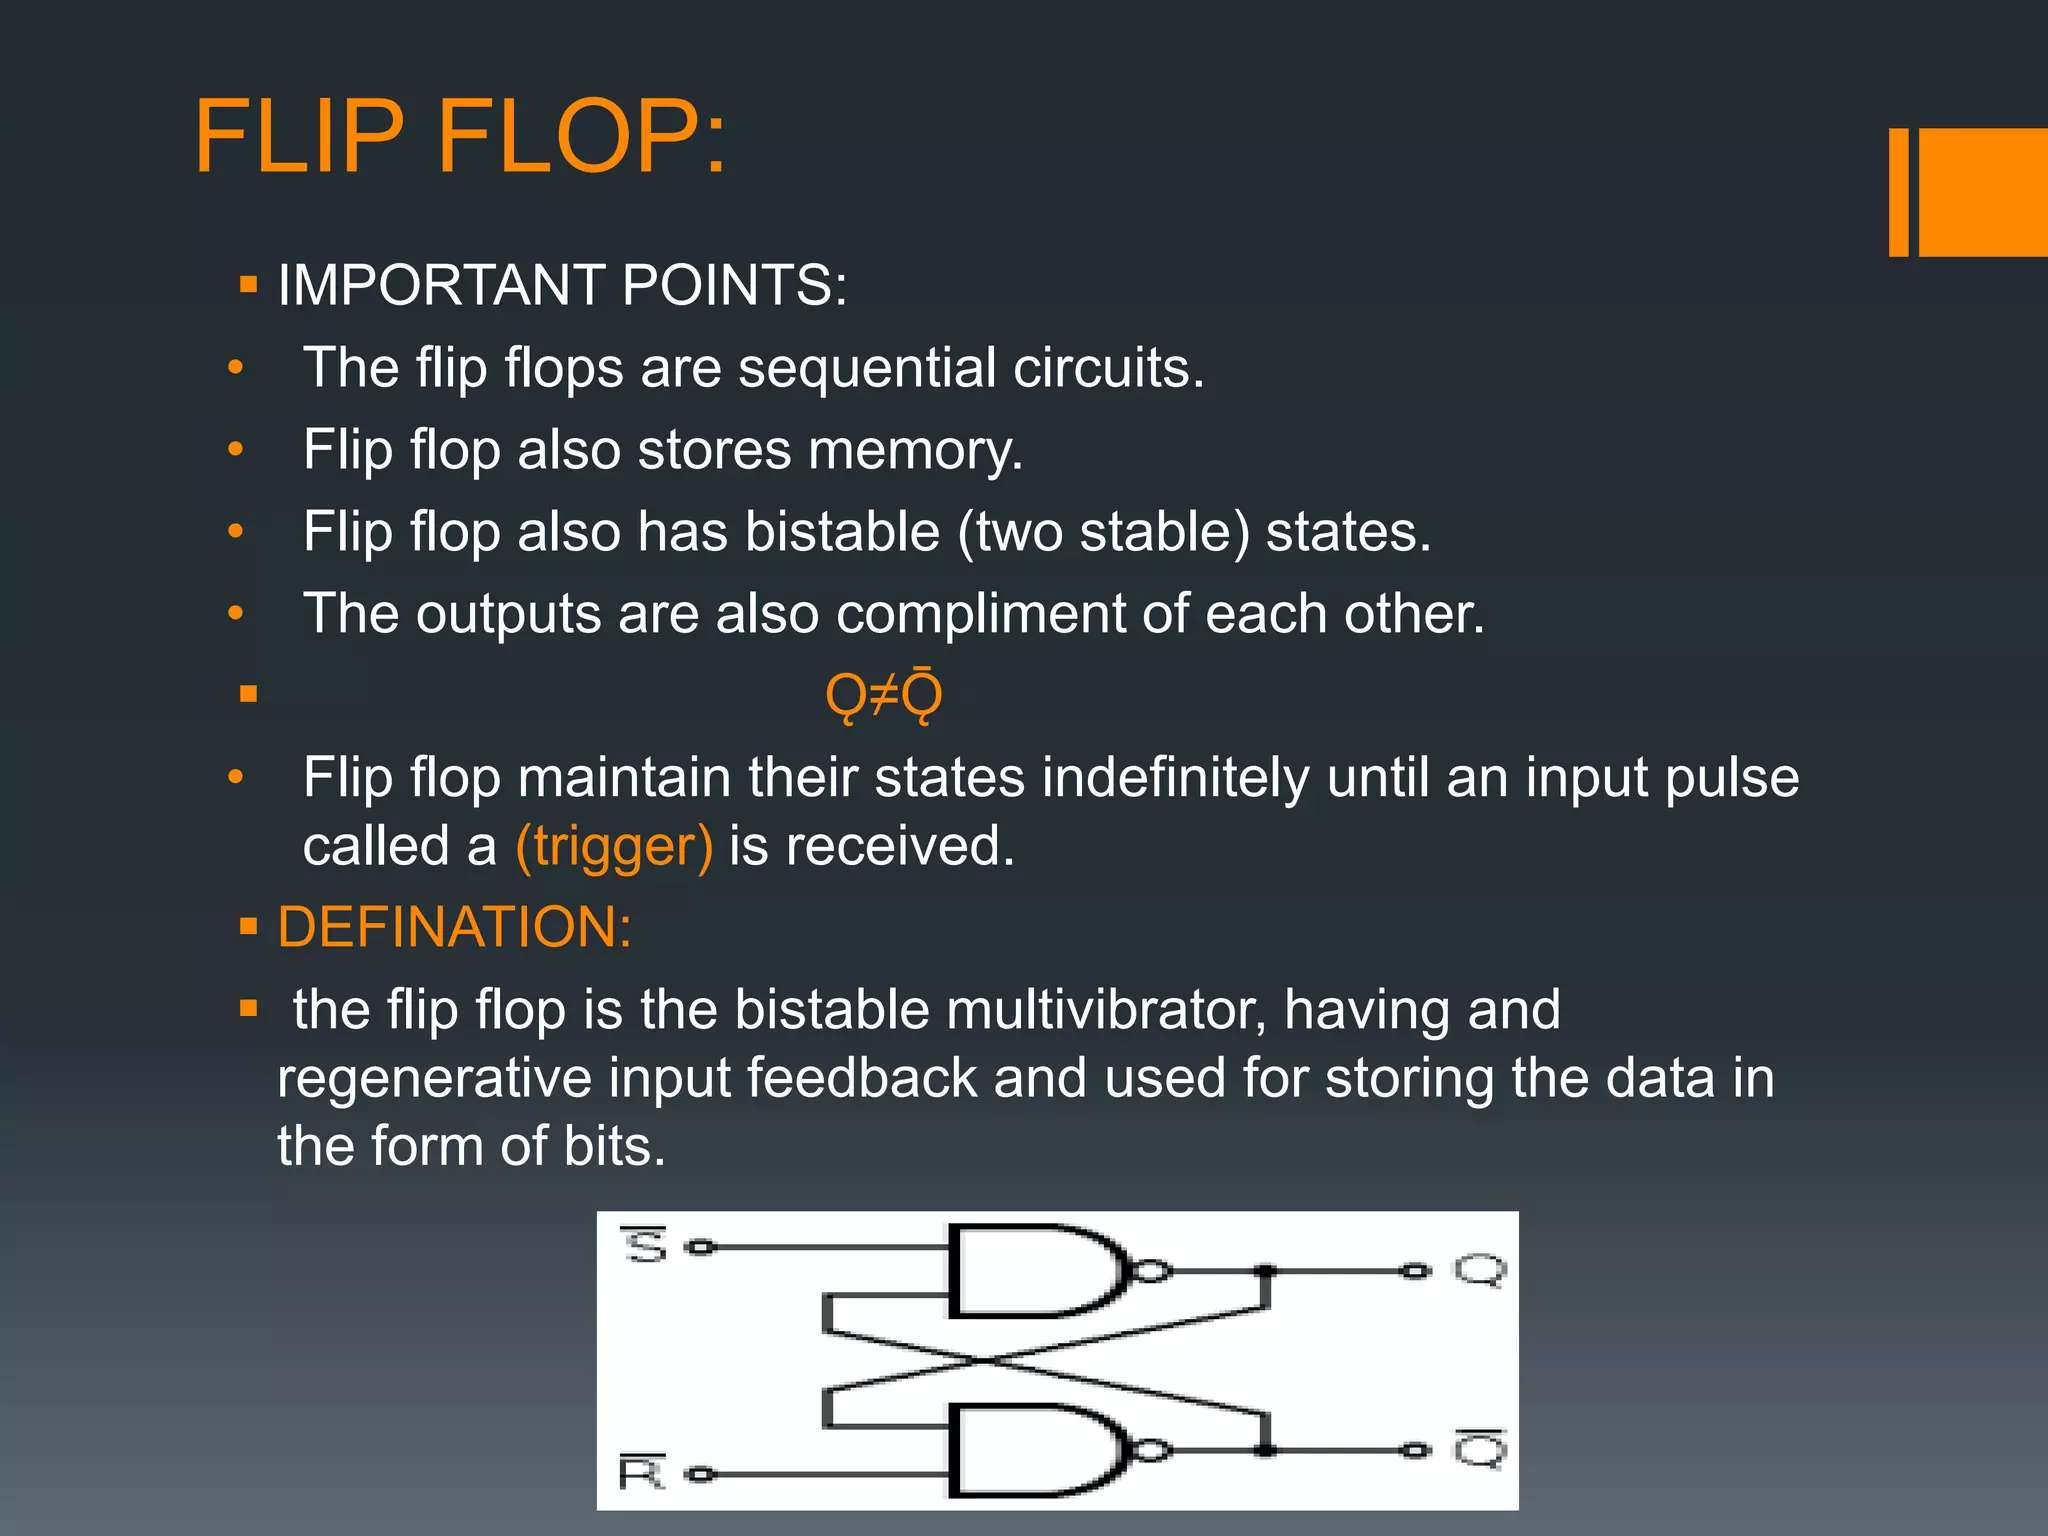 FLIP FLOP:
▪ IMPORTANT POINTS:
• The flip flops are sequential circuits.
• Flip flop also stores memory.
• Flip flop also has bistable (two stable) states.
• The outputs are also compliment of each other.
▪ Q≠Q̄
• Flip flop maintain their states indefinitely until an input pulse
called a (trigger) is received.
▪ DEFINATION:
▪ the flip flop is the bistable multivibrator, having and
regenerative input feedback and used for storing the data in
the form of bits.
S̅
Q
R̅
Q̅